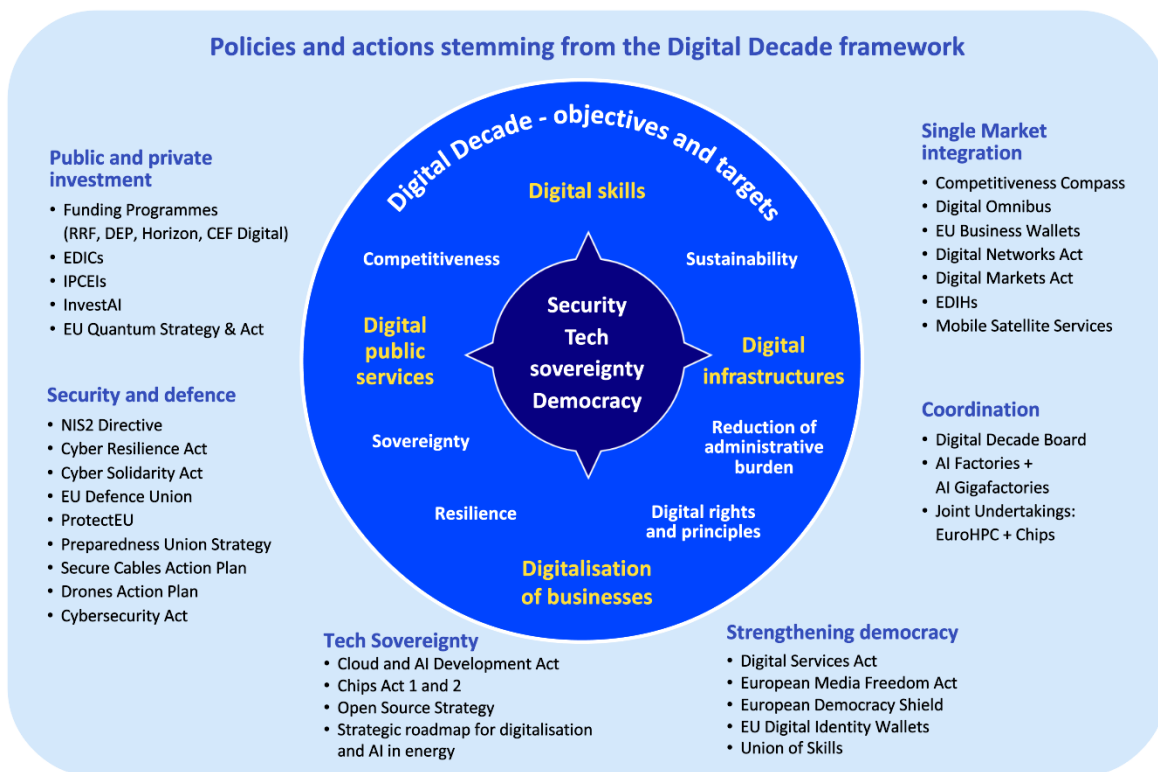 Policies and actions stemming from the Digital Decade framework
Public and private
investment
• Funding Programmes
(RRF, DEP, Horizon, CEF Digital)
• EDICs
• IPCEIs
• InvestAI
• EU Quantum Strategy & Act
Security and defence
• NIS2 Directive
• Cyber Resilience Act
• Cyber Solidarity Act
• EU Defence Union
• ProtectEU
• Preparedness Union Strategy
• Secure Cables Action Plan
• Drones Action Plan
• Cybersecurity Act
Digital Decade - objectives and targets
Digital skills
Competitiveness
Sustainability
Digital
public
services
Security
Tech
sovereignty
Democracy
Digital
infrastructures
Sovereignty
Reduction of
administrative
burden
Resilience
Digital rights
and principles
Digitalisation
of businesses
Single Market
integration
• Competitiveness Compass
• Digital Omnibus
• EU Business Wallets
• Digital Networks Act
• Digital Markets Act
• EDIHs
• Mobile Satellite Services
Coordination
• Digital Decade Board
• AI Factories +
AI Gigafactories
• Joint Undertakings:
EuroHPC + Chips
Tech Sovereignty
• Cloud and AI Development Act
• Chips Act 1 and 2
• Open Source Strategy
• Strategic roadmap for digitalisation
and AI in energy
Strengthening democracy
• Digital Services Act
• European Media Freedom Act
• European Democracy Shield
• EU Digital Identity Wallets
• Union of Skills